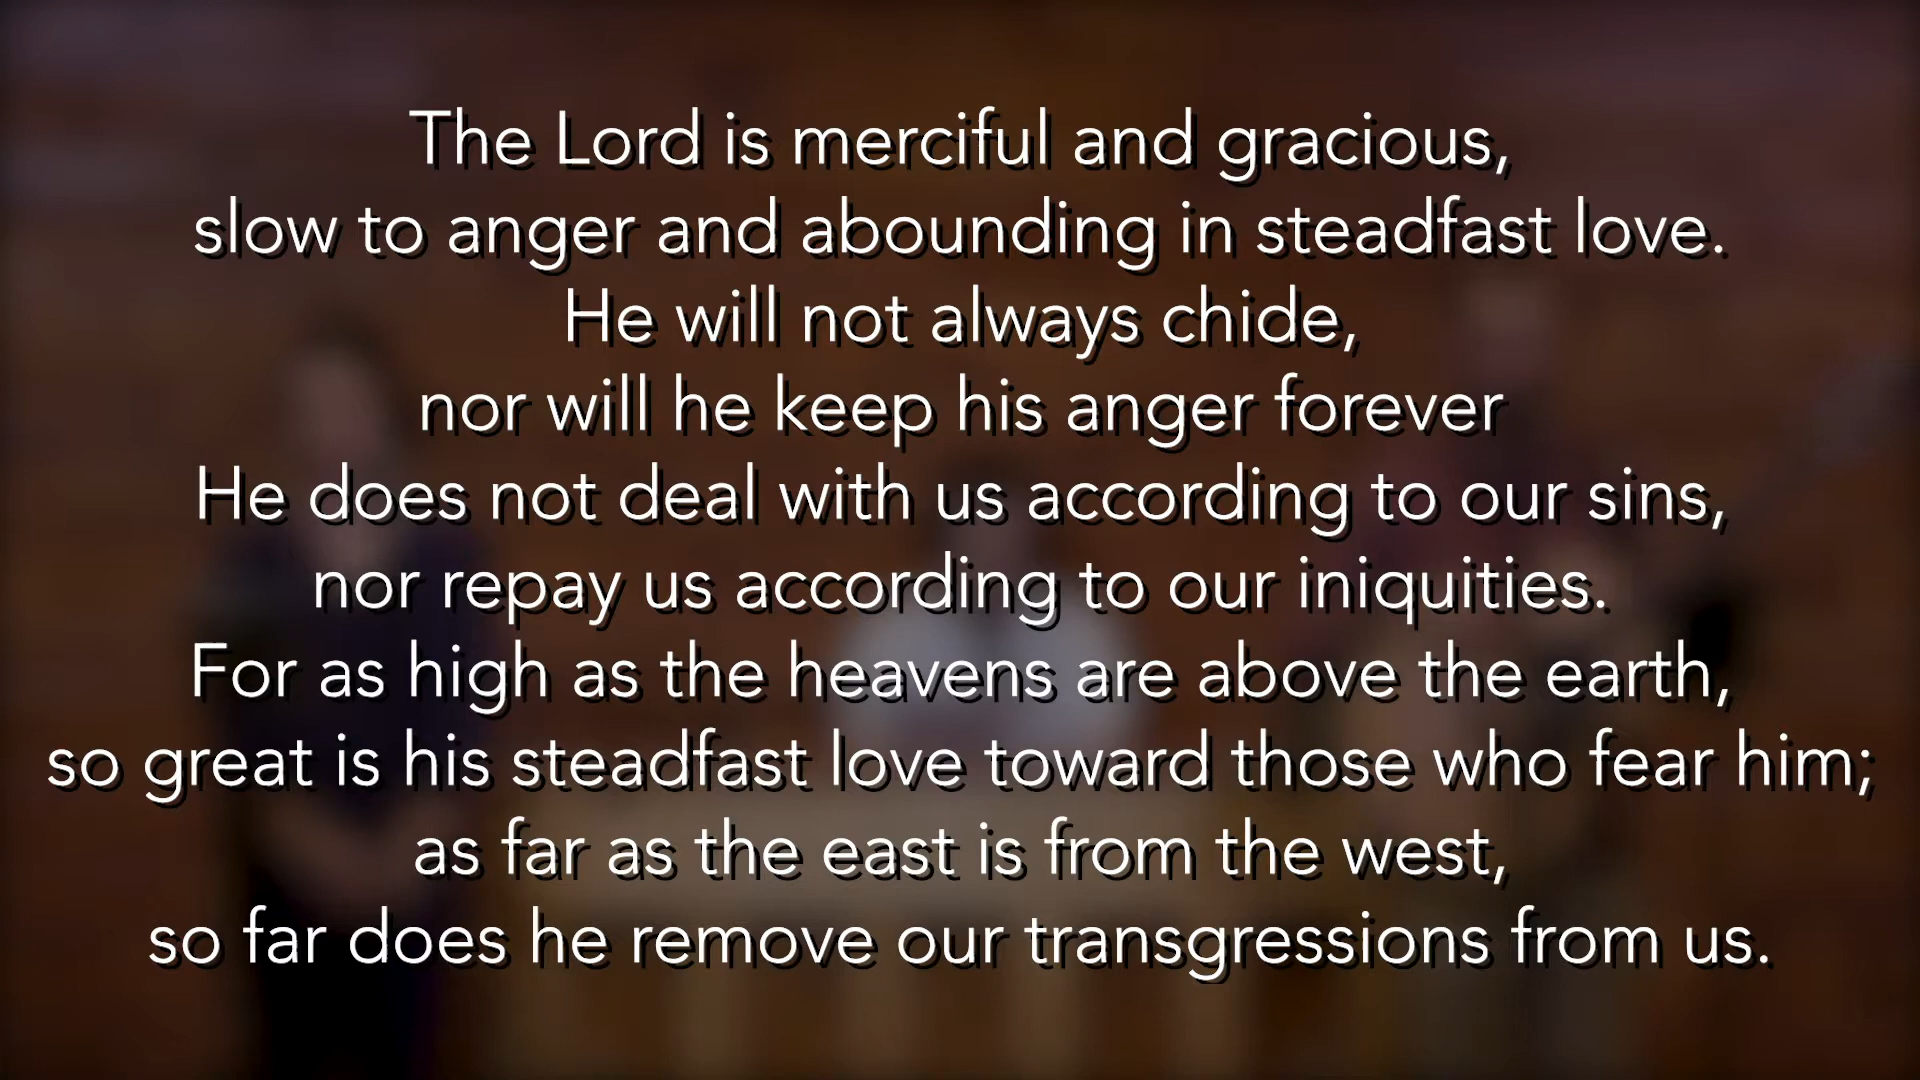 The Lord is merciful and gracious,
slow to anger and abounding in steadfast love.
He will not always chide,
nor will he keep his anger forever
He does not deal with us according to our sins,
nor repay us according to our iniquities.
For as high as the heavens are above the earth,
so great is his steadfast love toward those who fear him;
as far as the east is from the west,
so far does he remove our transgressions from us.